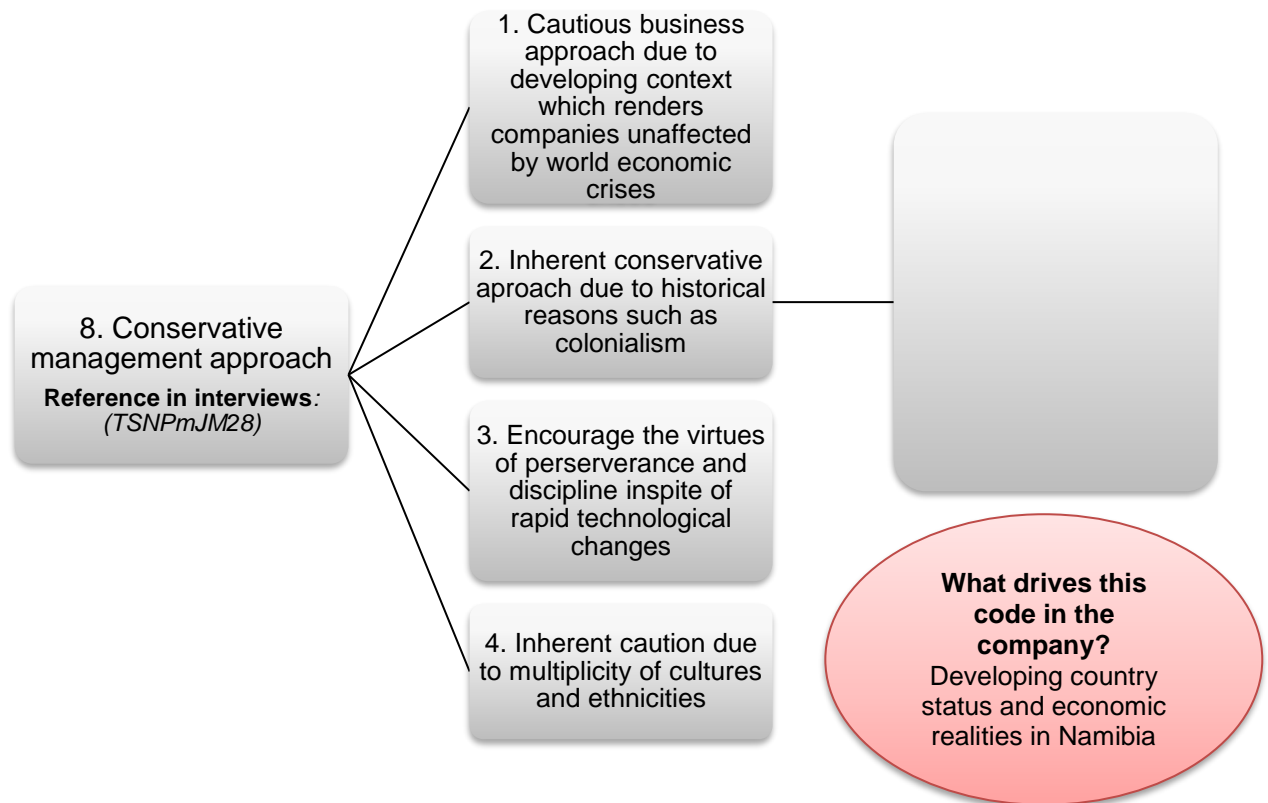 8. Conservative
management approach
Reference in interviews:
(TSNPmJM28)
1. Cautious business
approach due to
developing context
which renders
companies unaffected
by world economic
crises
2. Inherent conservative
aproach due to historical
reasons such as
colonialism
3. Encourage the virtues
of perserverance and
discipline inspite of
rapid technological
changes
4. Inherent caution due
to multiplicity of cultures
and ethnicities
What drives this
code in the
company?
Developing country
status and economic
realities in Namibia